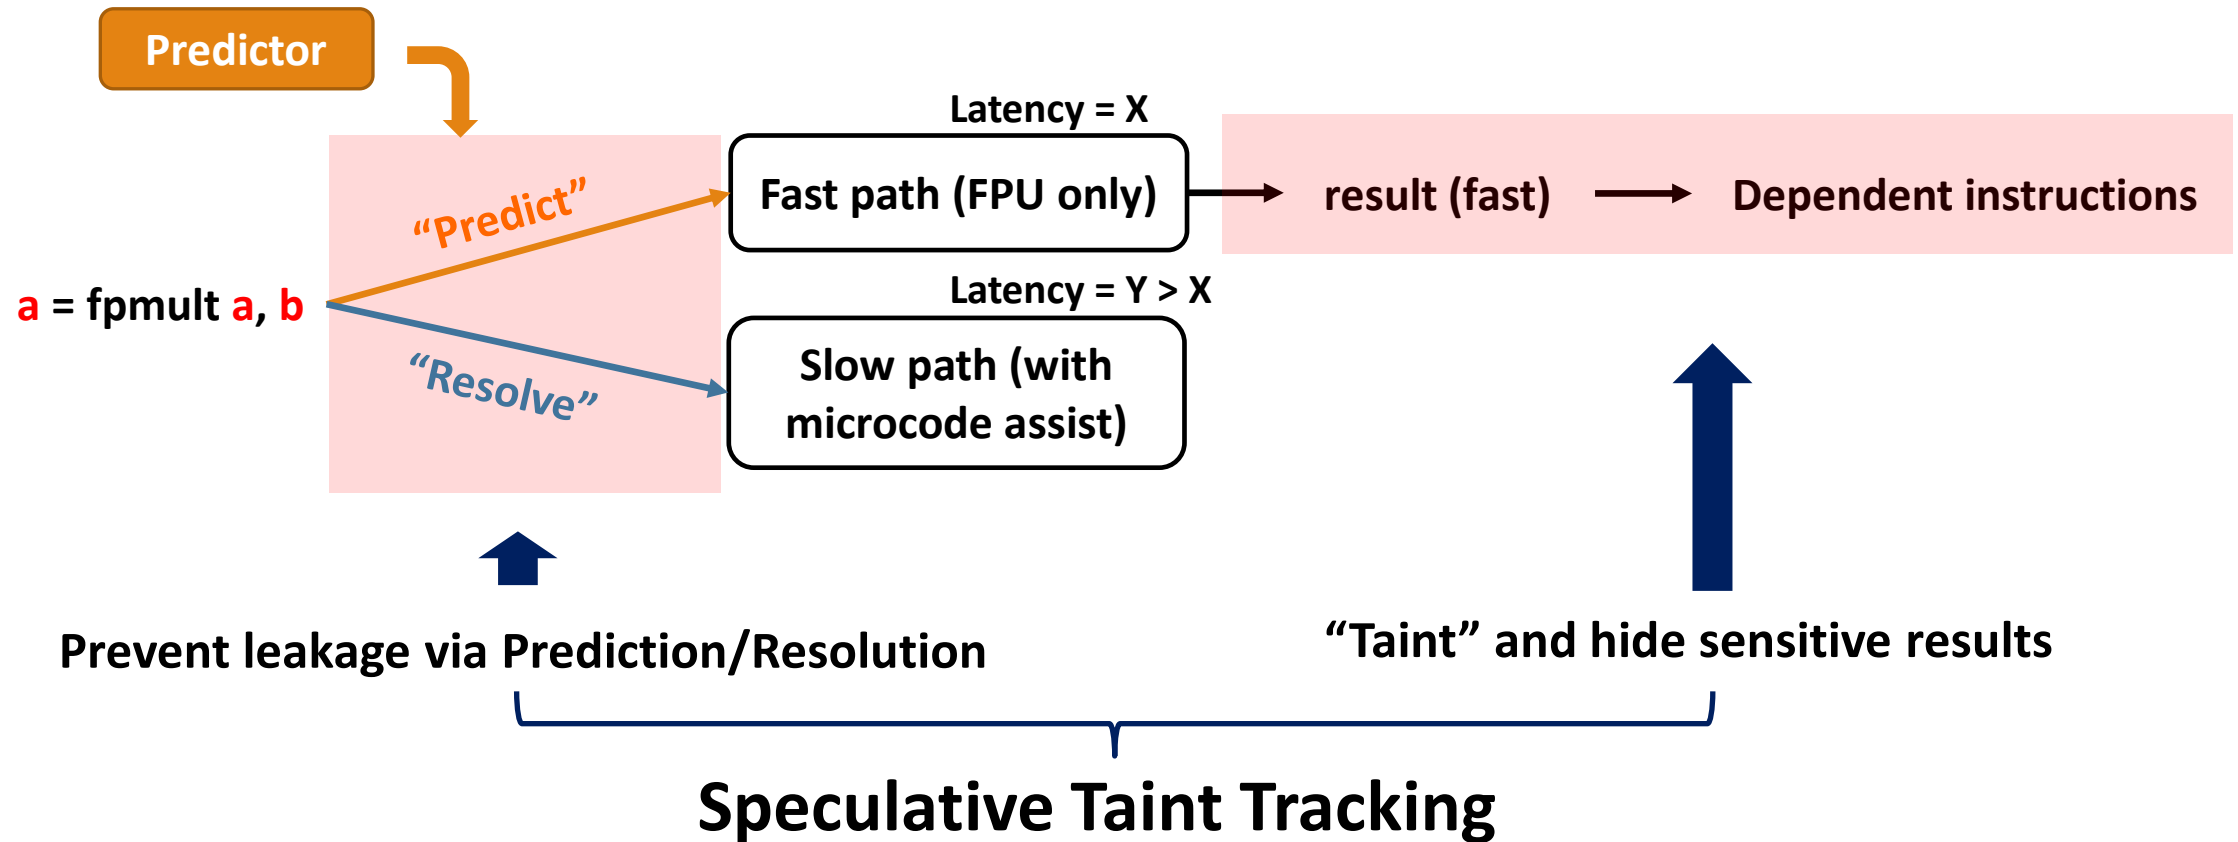 Predictor
Latency = X
"Predict"
Fast path (FPU only)
result (fast)
Dependent instructions
a = fpmult a, b
Latency = Y > X
"Resolve"
Slow path (with
microcode assist)
Prevent leakage via Prediction/Resolution
“Taint” and hide sensitive results
Speculative Taint Tracking